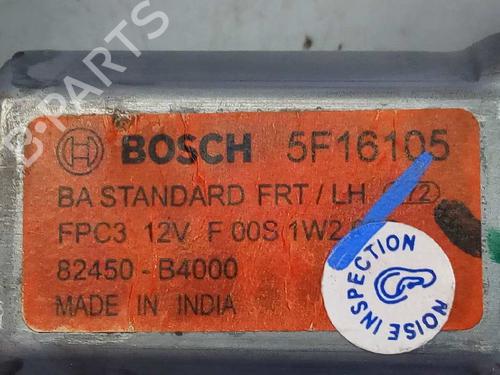 B-PARTS
BOSCH 5F16105
BA STANDARD FRT / LH
FPC3 12V F 00S 1W2
82450 - B4000
MADE IN INDIA
NOISE INSPECTION